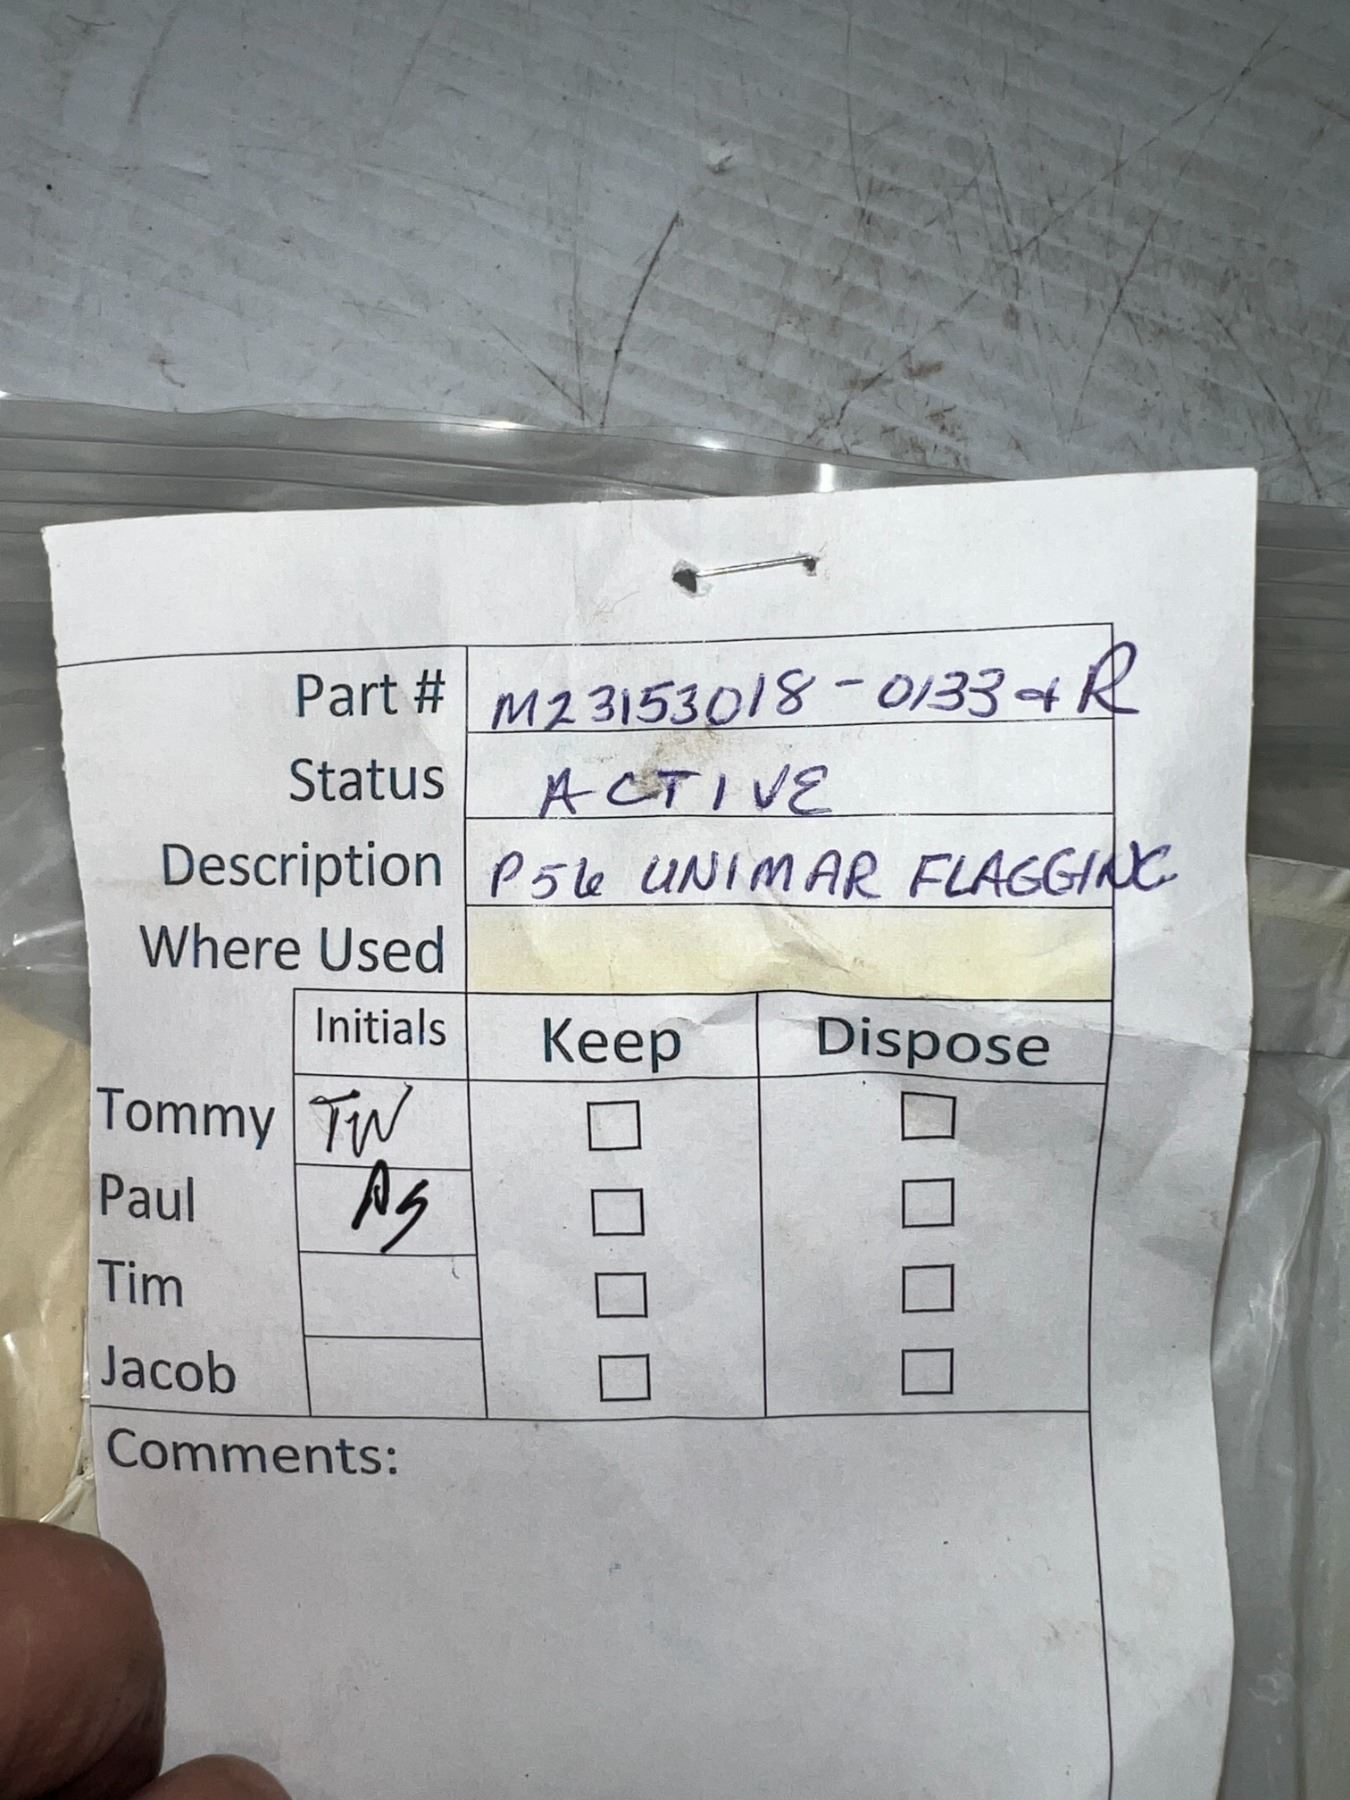 Part # M23153018-0133 & R
Status ACTIVE
Description P56 UNIMAR FLAGGING
Where Used
Initials Keep Dispose
Tommy TW
Paul
Tim
Jacob
Comments: